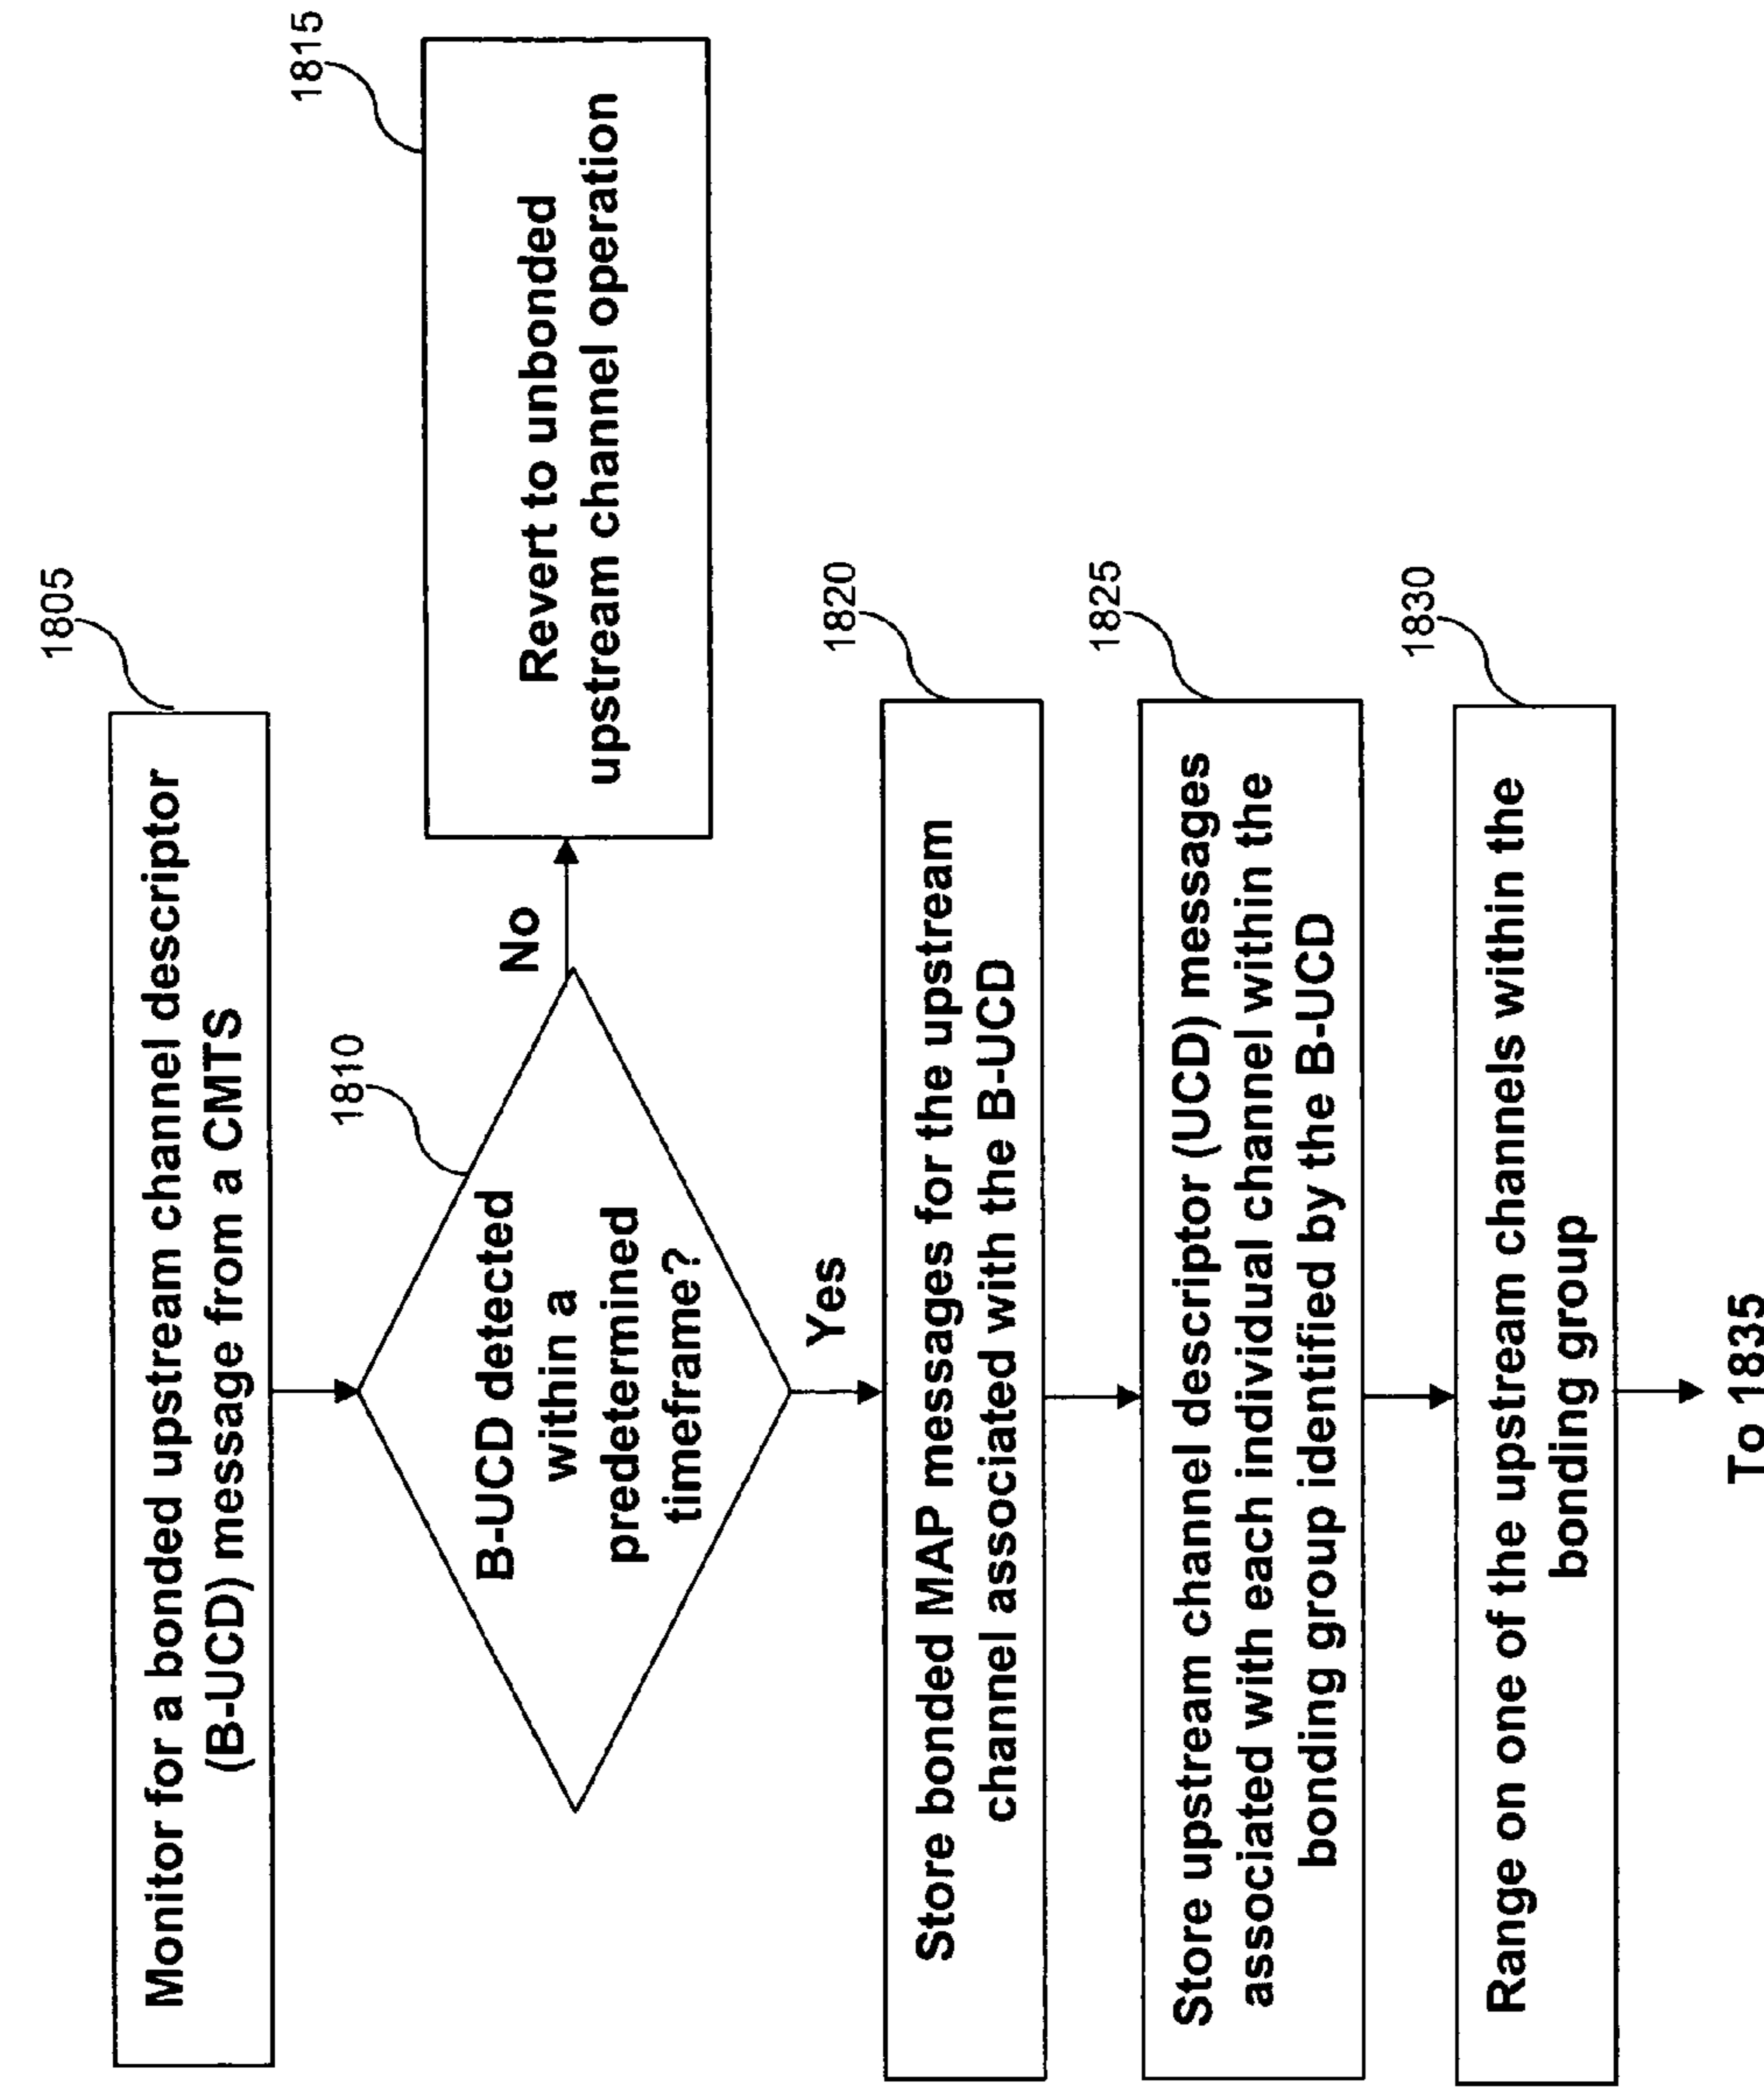 1805
Monitor for a bonded upstream channel descriptor
(B-UCD) message from a CMTS
1810
B-UCD detected
within a
predetermined
timeframe?
No
1815
Revert to unbonded
upstream channel operation
Yes
1820
Store bonded MAP messages for the upstream
channel associated with the B-UCD
1825
Store upstream channel descriptor (UCD) messages
associated with each individual channel within the
bonding group identified by the B-UCD
1830
Range on one of the upstream channels within the
bonding group
To 1835